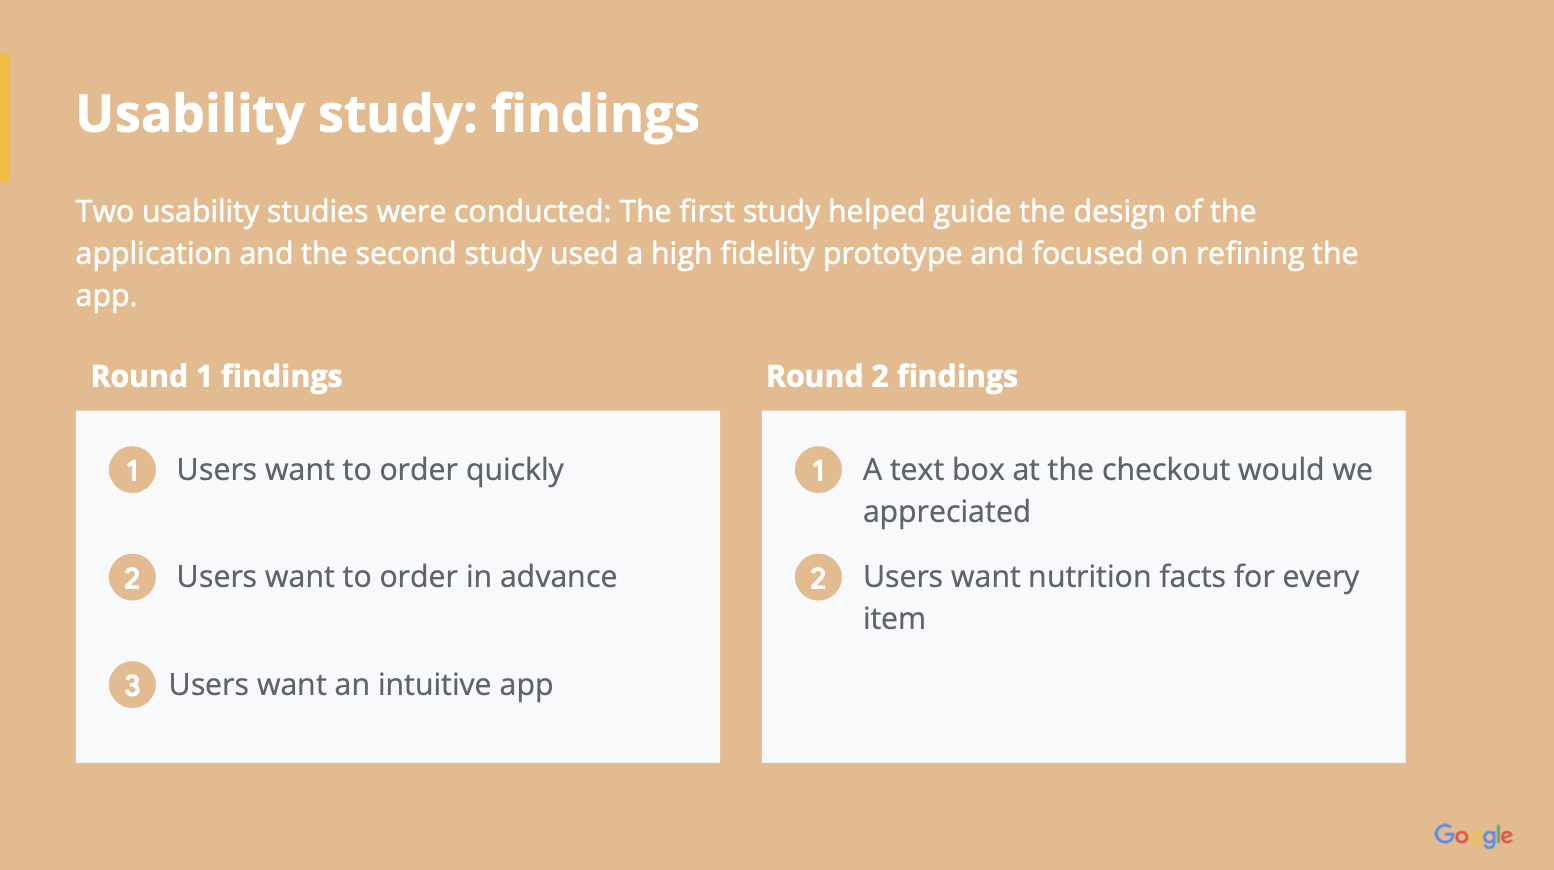 Usability study: findings
Two usability studies were conducted: The first study helped guide the design of the
application and the second study used a high fidelity prototype and focused on refining the
app.
Round 1 findings
1 Users want to order quickly
2 Users want to order in advance
3 Users want an intuitive app
Round 2 findings
1 A text box at the checkout would we
appreciated
2 Users want nutrition facts for every
item
Google